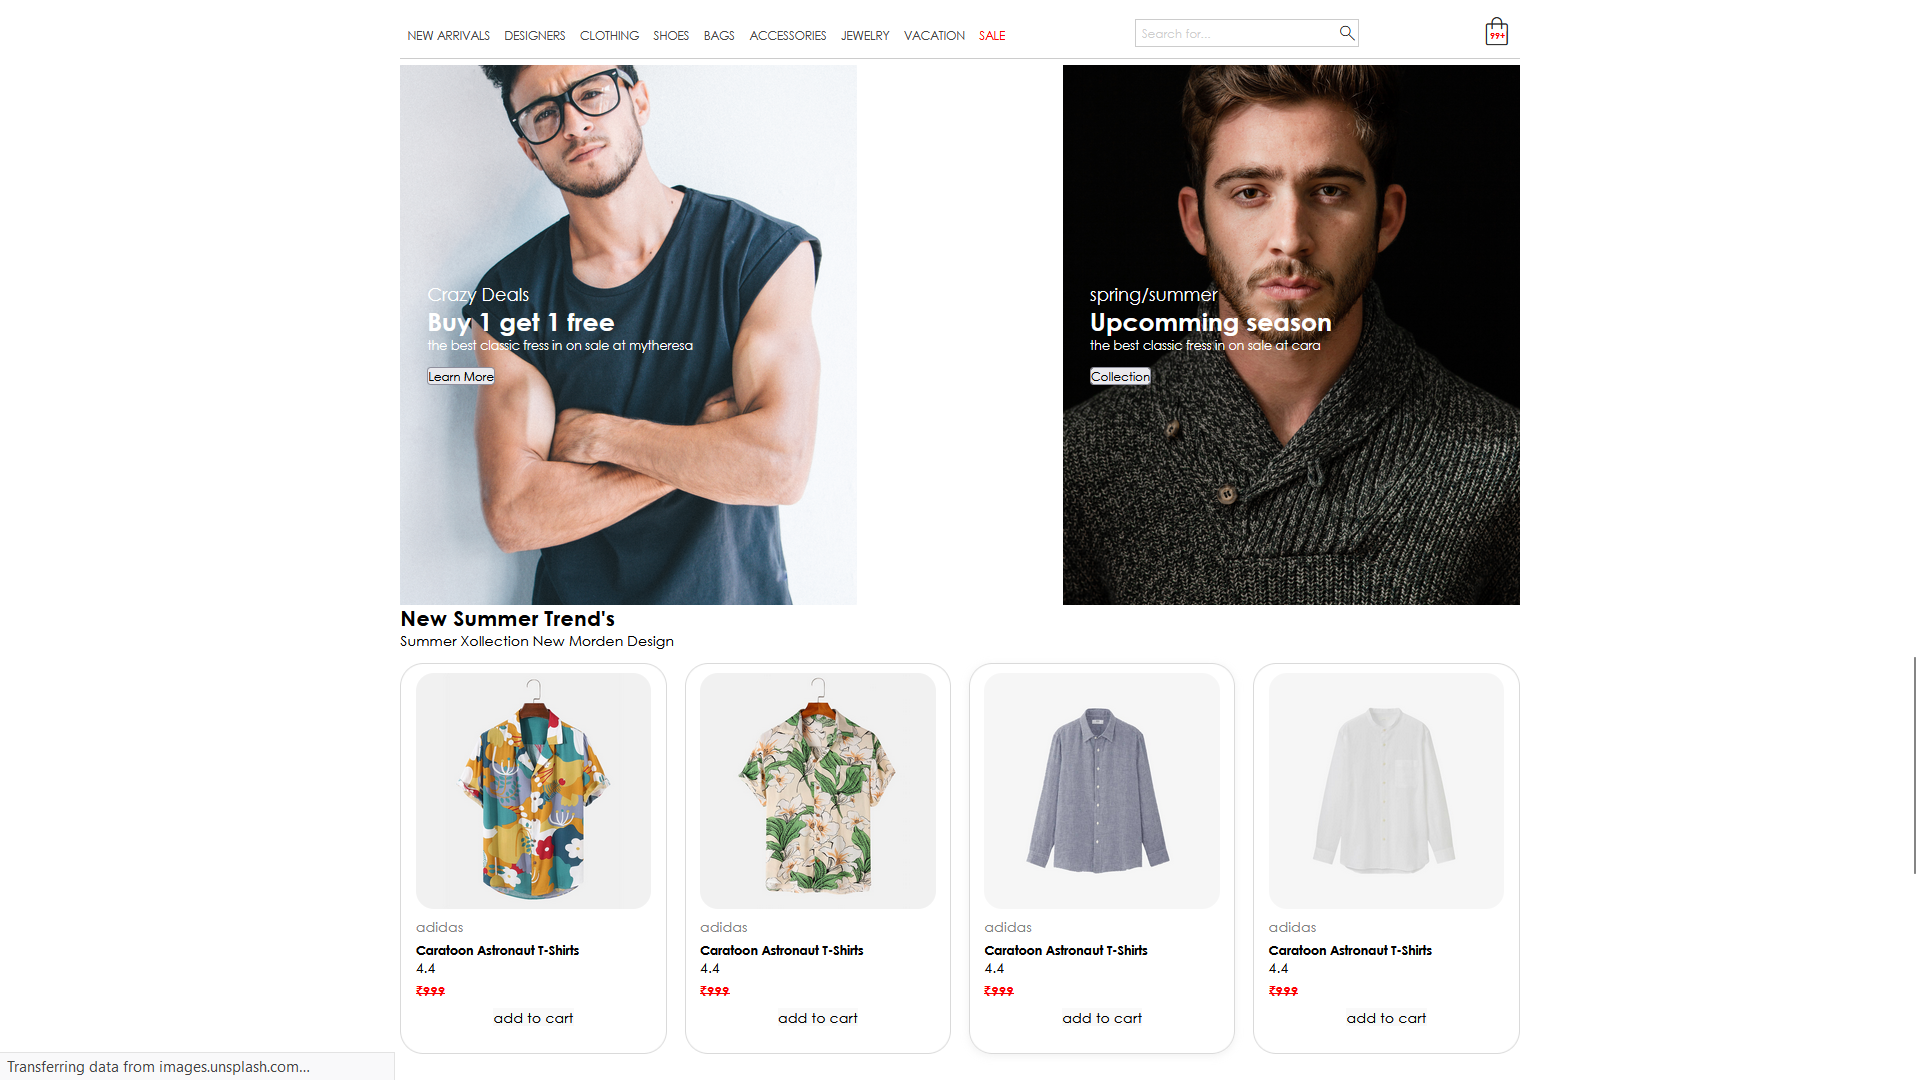 NEW ARRIVALS DESIGNERS CLOTHING SHOES BAGS ACCESSORIES JEWELRY VACATION SALE
Search for...
99+
Crazy Deals
Buy 1 get 1 free
the best classic fress in on sale at mytheresa
Learn More
spring/summer
Upcomming season
the best classic fress in on sale at cara
Collection
New Summer Trend's
Summer Xollection New Morden Design
adidas
Caratoon Astronaut T-Shirts
4.4
₹999
add to cart
adidas
Caratoon Astronaut T-Shirts
4.4
₹999
add to cart
adidas
Caratoon Astronaut T-Shirts
4.4
₹999
add to cart
adidas
Caratoon Astronaut T-Shirts
4.4
₹999
add to cart
Transferring data from images.unsplash.com...